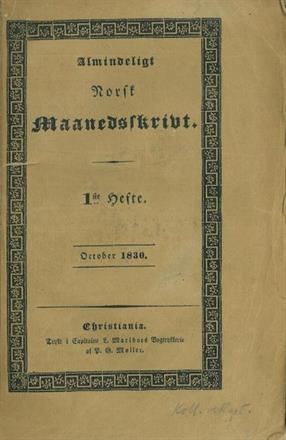 Almindeligt
Norsk
Maanedsskrivt.
1ste Hefte.
October 1830.
Christiania.
Trykt i Capitaine L. Mariboes Bogtrykkerie
af P. G. Møller.